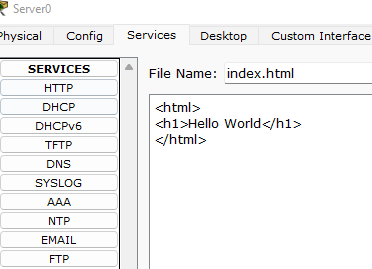 Server0
Physical Config Services Desktop Custom Interface
SERVICES
HTTP
DHCP
DHCPv6
TFTP
DNS
SYSLOG
AAA
NTP
EMAIL
FTP
File Name: index.html
<html>
<h1>Hello World</h1>
</html>